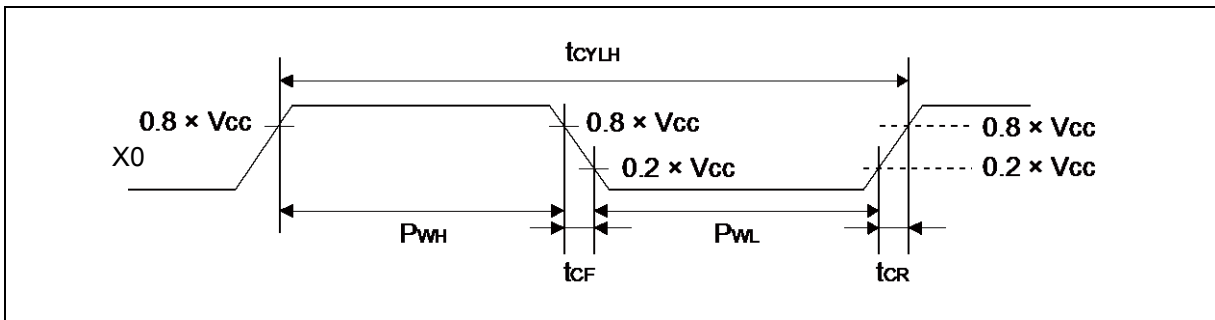 tCYLH
0.8 × Vcc
0.8 × Vcc
0.8 × Vcc
X0
0.2 × Vcc
0.2 × Vcc
PWH
PWL
tCF
tCR